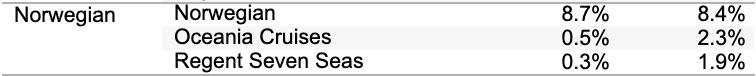 Norwegian Norwegian 8.7% 8.4%
Oceania Cruises 0.5% 2.3%
Regent Seven Seas 0.3% 1.9%